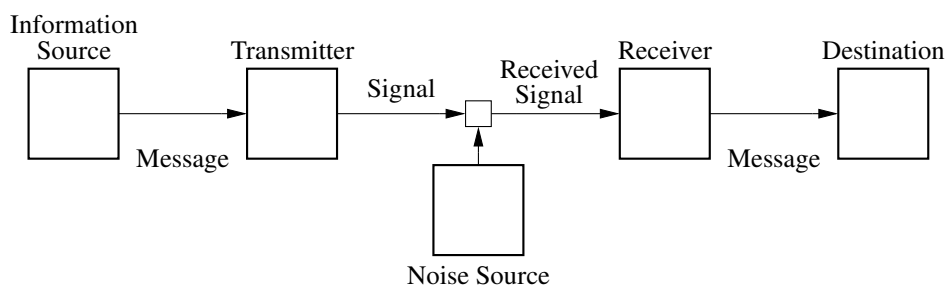 Information
Source
Transmitter
Receiver
Destination
Signal
Received
Signal
Message
Message
Noise Source